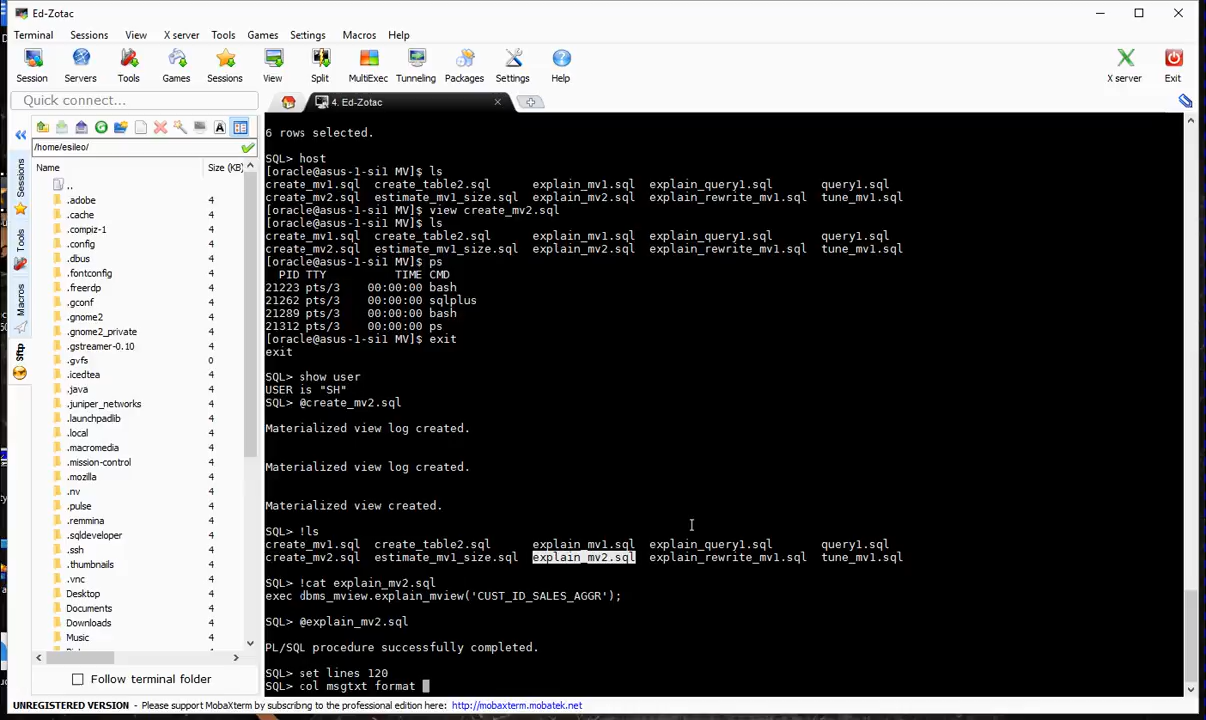 Ed-Zotac
Terminal Sessions View X server Tools Games Settings Macros Help
Session Servers Tools Games Sessions View Split MultiExec Tunneling Packages Settings Help X server Exit
Quick connect...
4. Ed-Zotac
/home/esileo/
Name Size (KB)
..
.adobe 4
.cache 4
.compiz-1 4
.config 4
.dbus 4
.fontconfig 4
.freerdp 4
.gconf 4
.gnome2 4
.gnome2_private 4
.gstreamer-0.10 4
.gvfs 0
.icedtea 4
.java 4
.juniper_networks 4
.launchpadlib 4
.local 4
.macromedia 4
.mission-control 4
.mozilla 4
.nv 4
.pulse 4
.remmina 4
.sqldeveloper 4
.ssh 4
.thumbnails 4
.vnc 4
Desktop 4
Documents 4
Downloads 4
Music 4
Follow terminal folder
Sessions
Tools
Macros
Sftp
6 rows selected.
SQL> host
[oracle@asus-1-si1 MV]$ ls
create_mv1.sql create_table2.sql explain_mv1.sql explain_query1.sql query1.sql
create_mv2.sql estimate_mv1_size.sql explain_mv2.sql explain_rewrite_mv1.sql tune_mv1.sql
[oracle@asus-1-si1 MV]$ view create_mv2.sql
[oracle@asus-1-si1 MV]$ ls
create_mv1.sql create_table2.sql explain_mv1.sql explain_query1.sql query1.sql
create_mv2.sql estimate_mv1_size.sql explain_mv2.sql explain_rewrite_mv1.sql tune_mv1.sql
[oracle@asus-1-si1 MV]$ ps
PID TTY TIME CMD
21223 pts/3 00:00:00 bash
21262 pts/3 00:00:00 sqlplus
21289 pts/3 00:00:00 bash
21312 pts/3 00:00:00 ps
[oracle@asus-1-si1 MV]$ exit
exit
SQL> show user
USER is "SH"
SQL> @create_mv2.sql
Materialized view log created.
Materialized view log created.
Materialized view created.
SQL> !ls
create_mv1.sql create_table2.sql explain_mv1.sql explain_query1.sql query1.sql
create_mv2.sql estimate_mv1_size.sql explain_mv2.sql explain_rewrite_mv1.sql tune_mv1.sql
SQL> !cat explain_mv2.sql
exec dbms_mview.explain_mview('CUST_ID_SALES_AGGR');
SQL> @explain_mv2.sql
PL/SQL procedure successfully completed.
SQL> set lines 120
SQL> col msgtxt format
UNREGISTERED VERSION - Please support MobaXterm by subscribing to the professional edition here: http://mobaxterm.mobatek.net